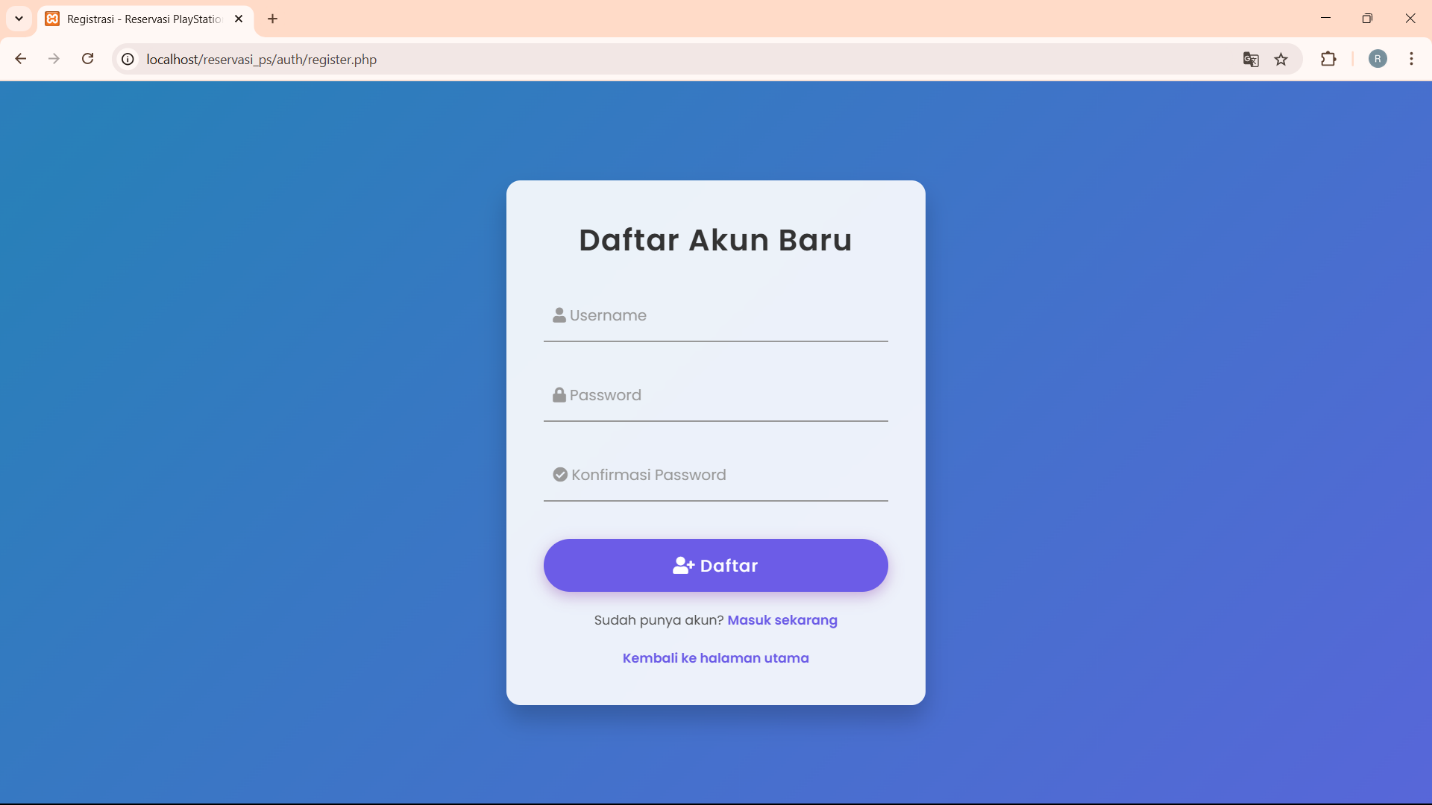 Registrasi - Reservasi PlayStatio
localhost/reservasi_ps/auth/register.php
R
Daftar Akun Baru
Username
Password
Konfirmasi Password
Daftar
Sudah punya akun? Masuk sekarang
Kembali ke halaman utama